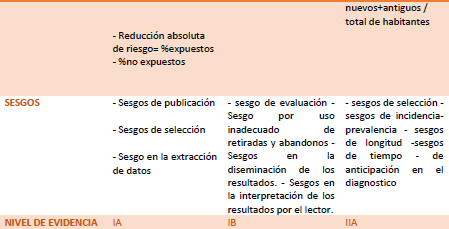 nuevos+antiguos /
total de habitantes
- Reducción absoluta
de riesgo= %expuestos
- %no expuestos
SESGOS
- Sesgos de publicación
- Sesgos de selección
- Sesgo en la extracción
de datos
- sesgo de evaluación -
Sesgo por uso
inadecuado de
retiradas y abandonos -
Sesgos en la
diseminación de los
resultados. - Sesgos en
la interpretación de los
resultados por el lector.
- sesgos de selección -
sesgos de incidencia-
prevalencia - sesgos
de longitud -sesgos
de tiempo - de
anticipación en el
diagnostico
NIVEL DE EVIDENCIA
IA
IB
IIA